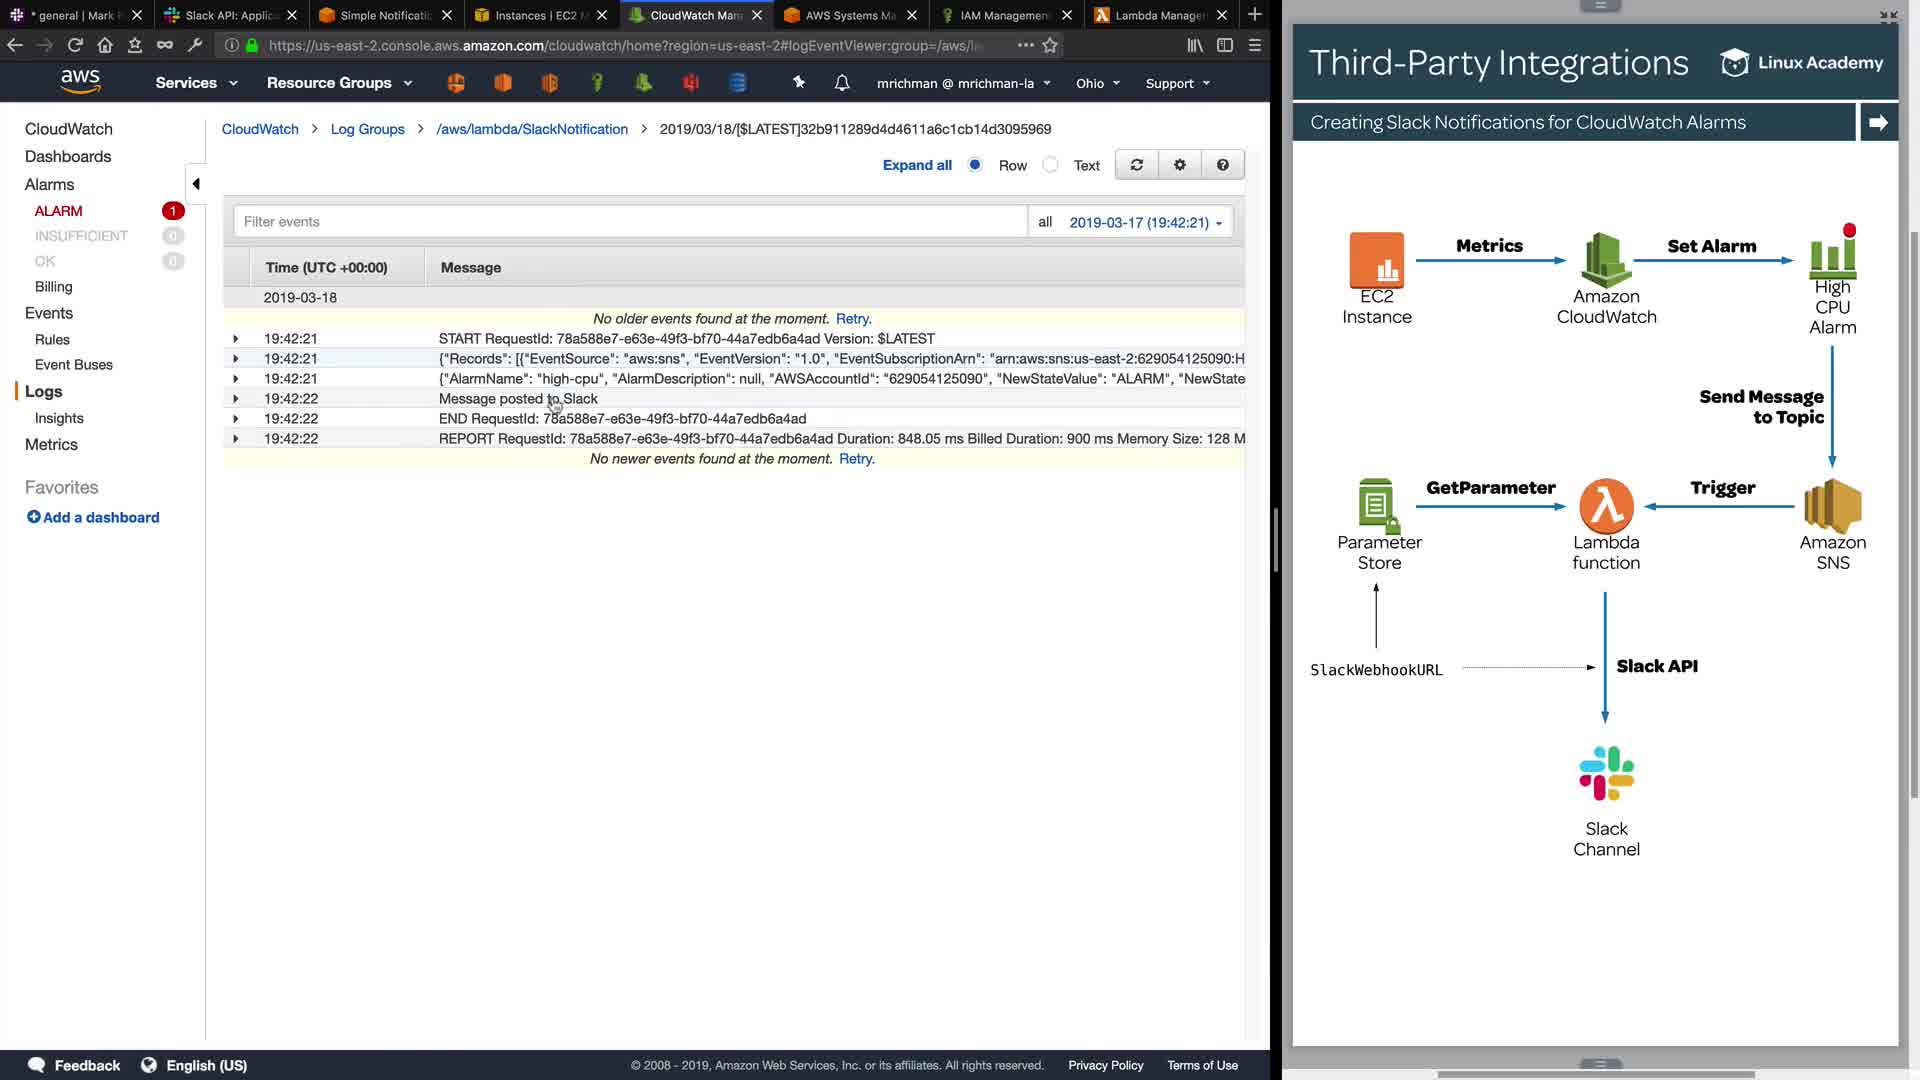 * general | Mark R
Slack API: Applic
Simple Notificatio
Instances | EC2 M
CloudWatch Man
AWS Systems Ma
IAM Management
Lambda Manager
https://us-east-2.console.aws.amazon.com/cloudwatch/home?region=us-east-2#logEventViewer:group=/aws/la
aws
Services
Resource Groups
mrichman @ mrichman-la
Ohio
Support
CloudWatch
Dashboards
Alarms
ALARM 1
INSUFFICIENT 0
OK 0
Billing
Events
Rules
Event Buses
Logs
Insights
Metrics
Favorites
Add a dashboard
CloudWatch > Log Groups > /aws/lambda/SlackNotification > 2019/03/18/[$LATEST]32b911289d4d4611a6c1cb14d3095969
Expand all Row Text
Filter events
all 2019-03-17 (19:42:21)
Time (UTC +00:00) Message
2019-03-18
No older events found at the moment. Retry.
19:42:21 START RequestId: 78a588e7-e63e-49f3-bf70-44a7edb6a4ad Version: $LATEST
19:42:21 {"Records": [{"EventSource": "aws:sns", "EventVersion": "1.0", "EventSubscriptionArn": "arn:aws:sns:us-east-2:629054125090:H
19:42:21 {"AlarmName": "high-cpu", "AlarmDescription": null, "AWSAccountId": "629054125090", "NewStateValue": "ALARM", "NewState
19:42:22 Message posted to Slack
19:42:22 END RequestId: 78a588e7-e63e-49f3-bf70-44a7edb6a4ad
19:42:22 REPORT RequestId: 78a588e7-e63e-49f3-bf70-44a7edb6a4ad Duration: 848.05 ms Billed Duration: 900 ms Memory Size: 128 M
No newer events found at the moment. Retry.
Feedback
English (US)
© 2008 - 2019, Amazon Web Services, Inc. or its affiliates. All rights reserved.
Privacy Policy
Terms of Use
Third-Party Integrations
Linux Academy
Creating Slack Notifications for CloudWatch Alarms
Metrics
Set Alarm
EC2
Instance
Amazon
CloudWatch
High
CPU
Alarm
Send Message
to Topic
GetParameter
Trigger
Parameter
Store
Lambda
function
Amazon
SNS
SlackWebhookURL
Slack API
Slack
Channel